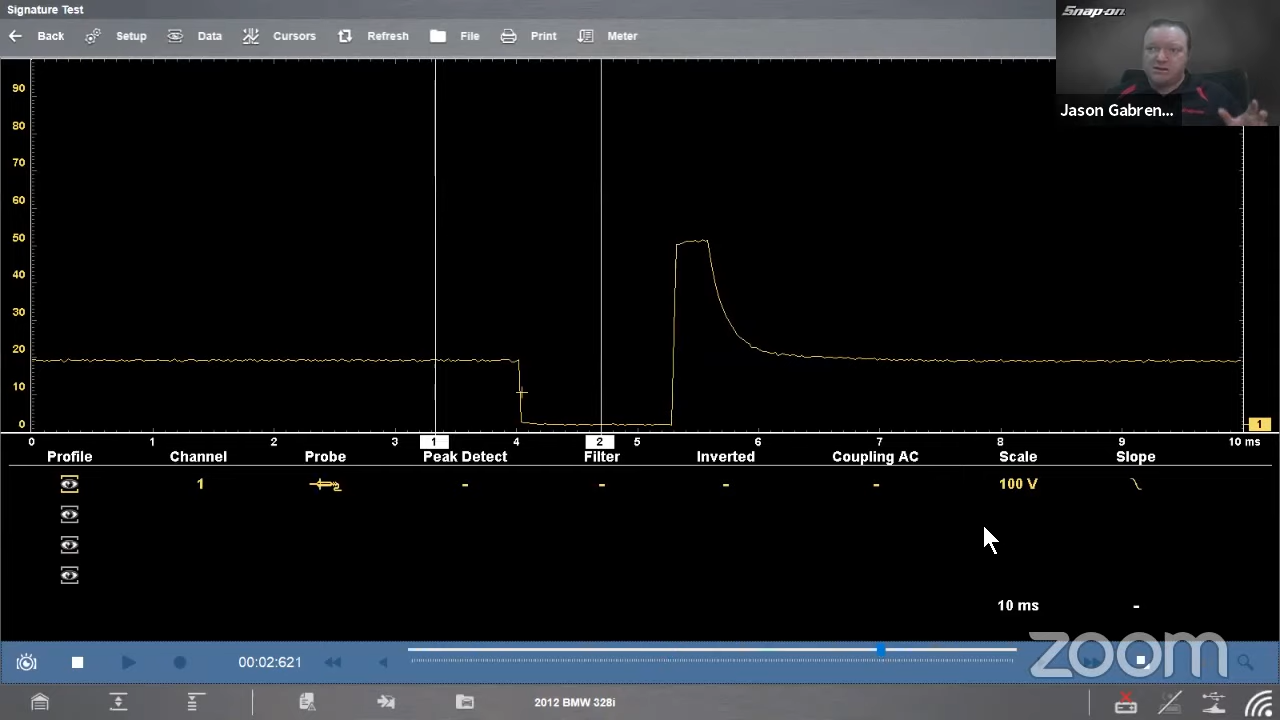 Signature Test
Snap-on
Back Setup Data Cursors Refresh File Print Meter
Jason Gabren...
90
80
70
60
50
40
30
20
10
0
1
0 1 2 3 1 4 2 5 6 7 8 9 10 ms
Profile Channel Probe Peak Detect Filter Inverted Coupling AC Scale Slope
1 - - - - 100 V
10 ms -
00:02:621
zoom
2012 BMW 328i